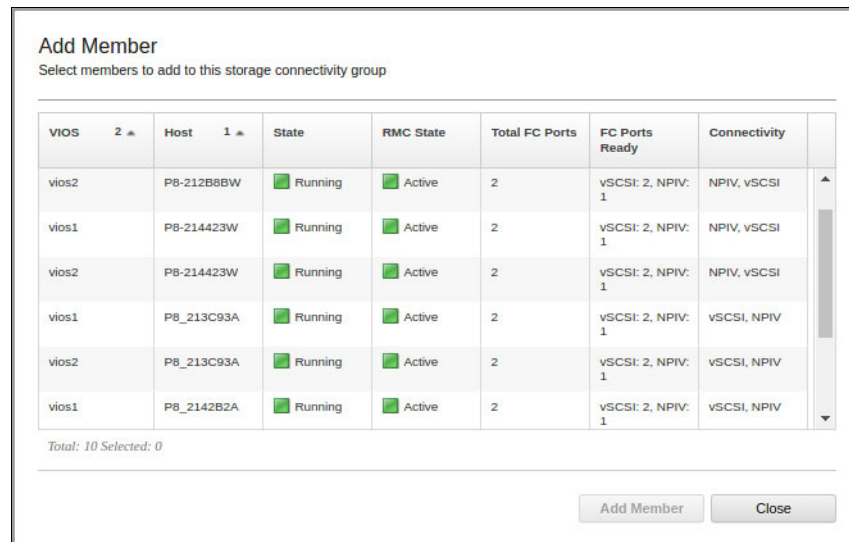 Add Member
Select members to add to this storage connectivity group
VIOS 2 Host 1 State RMC State Total FC Ports FC Ports Ready Connectivity
vios2 P8-212B8BW Running Active 2 vSCSI: 2, NPIV: 1 NPIV, vSCSI
vios1 P8-214423W Running Active 2 vSCSI: 2, NPIV: 1 NPIV, vSCSI
vios2 P8-214423W Running Active 2 vSCSI: 2, NPIV: 1 NPIV, vSCSI
vios1 P8_213C93A Running Active 2 vSCSI: 2, NPIV: 1 vSCSI, NPIV
vios2 P8_213C93A Running Active 2 vSCSI: 2, NPIV: 1 vSCSI, NPIV
vios1 P8_2142B2A Running Active 2 vSCSI: 2, NPIV: 1 vSCSI, NPIV
Total: 10 Selected: 0
Add Member Close